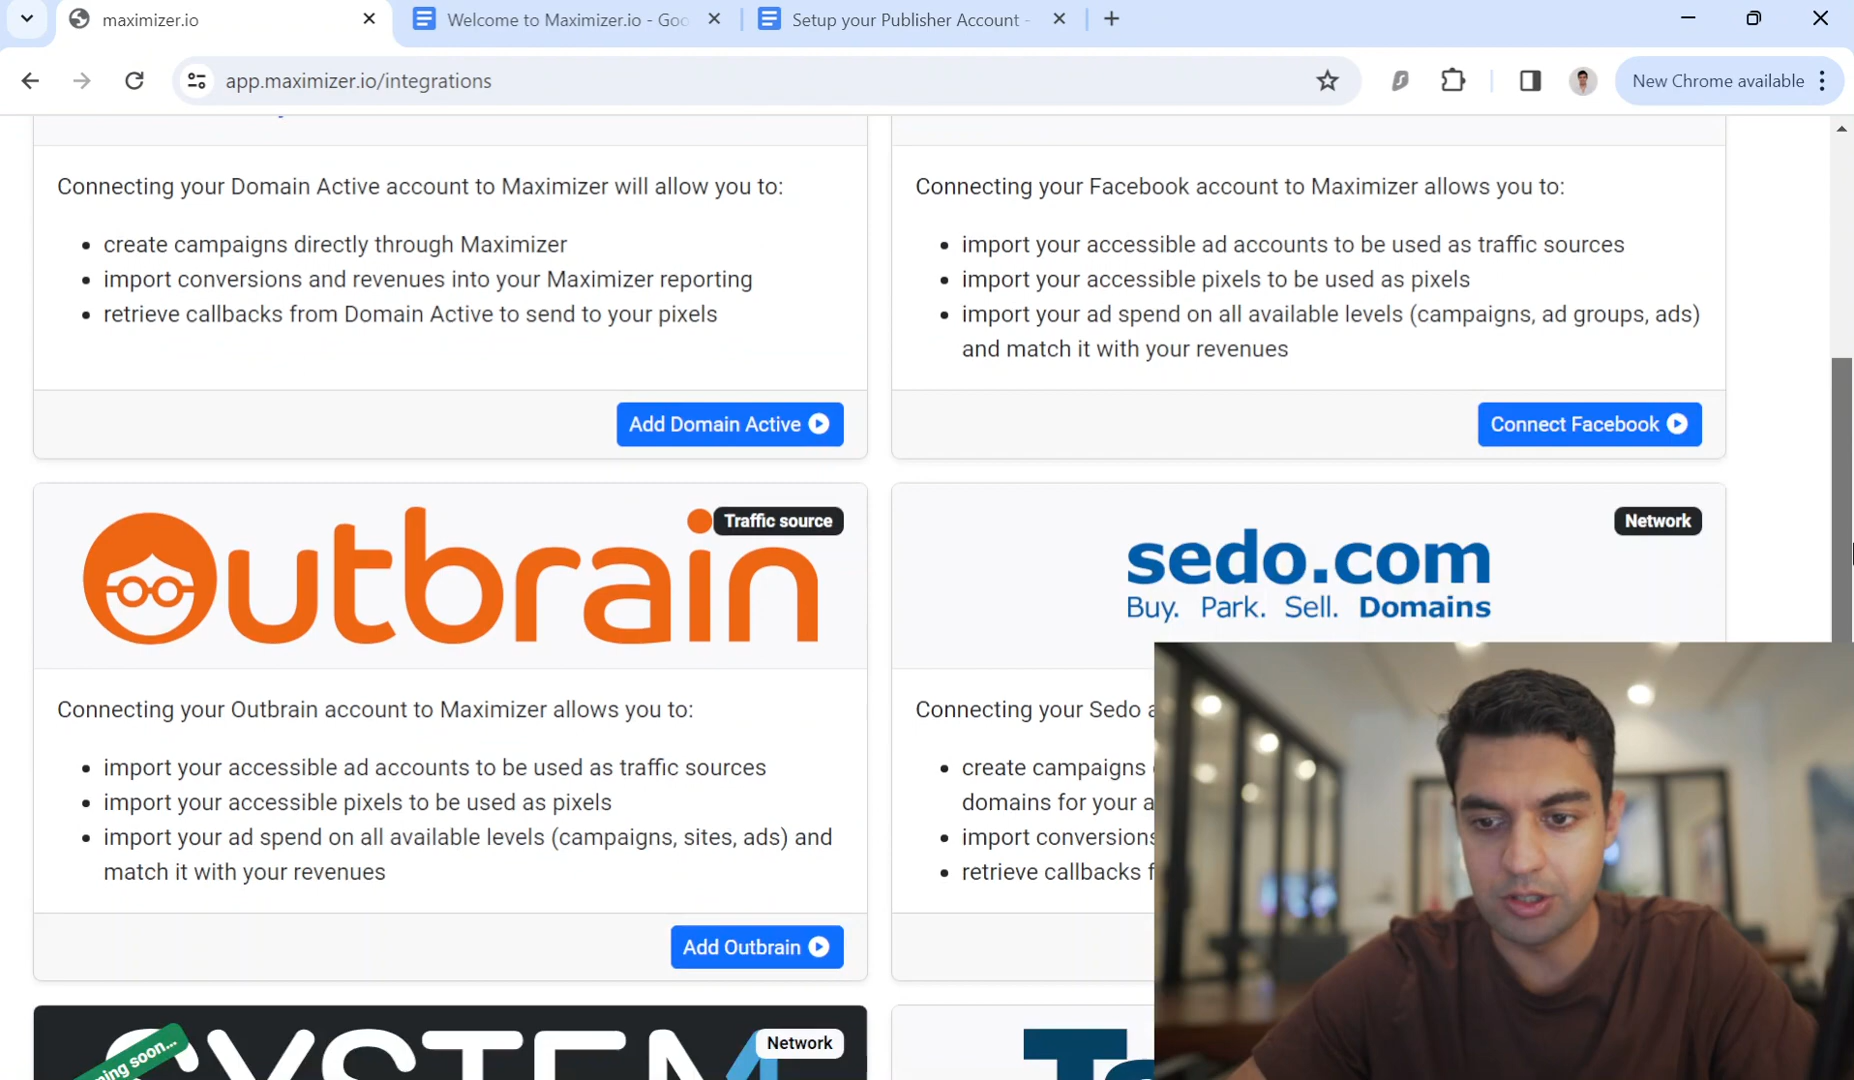 maximizer.io
Welcome to Maximizer.io - Goo
Setup your Publisher Account -
app.maximizer.io/integrations
New Chrome available
Connecting your Domain Active account to Maximizer will allow you to:
• create campaigns directly through Maximizer
• import conversions and revenues into your Maximizer reporting
• retrieve callbacks from Domain Active to send to your pixels
Add Domain Active
Connecting your Facebook account to Maximizer allows you to:
• import your accessible ad accounts to be used as traffic sources
• import your accessible pixels to be used as pixels
• import your ad spend on all available levels (campaigns, ad groups, ads)
and match it with your revenues
Connect Facebook
Outbrain
Traffic source
Connecting your Outbrain account to Maximizer allows you to:
• import your accessible ad accounts to be used as traffic sources
• import your accessible pixels to be used as pixels
• import your ad spend on all available levels (campaigns, sites, ads) and
match it with your revenues
Add Outbrain
Network
sedo.com
Buy. Park. Sell. Domains
Connecting your Sedo
• create campaigns
domains for your
• import conversions
• retrieve callbacks
SYSTEM
Network
soon...